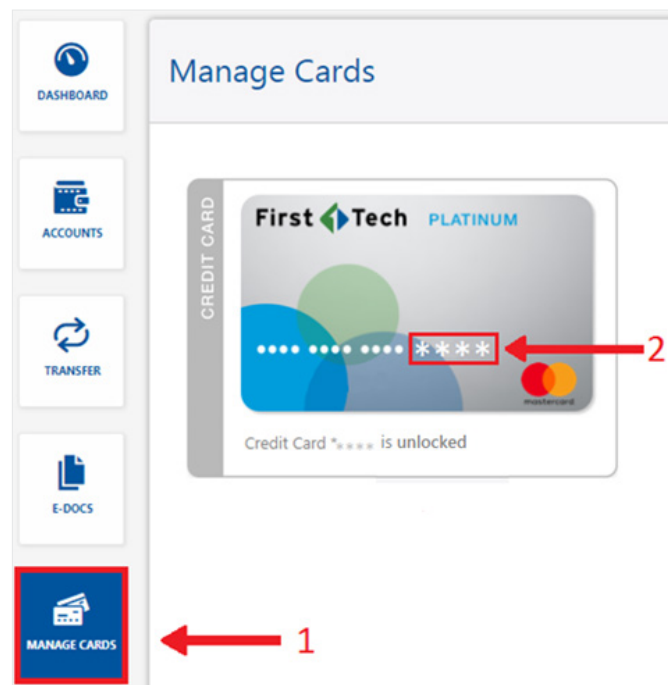 DASHBOARD
ACCOUNTS
TRANSFER
E-DOCS
MANAGE CARDS
1
Manage Cards
CREDIT CARD
First Tech PLATINUM
•••• •••• •••• ****
2
mastercard
Credit Card ***** is unlocked